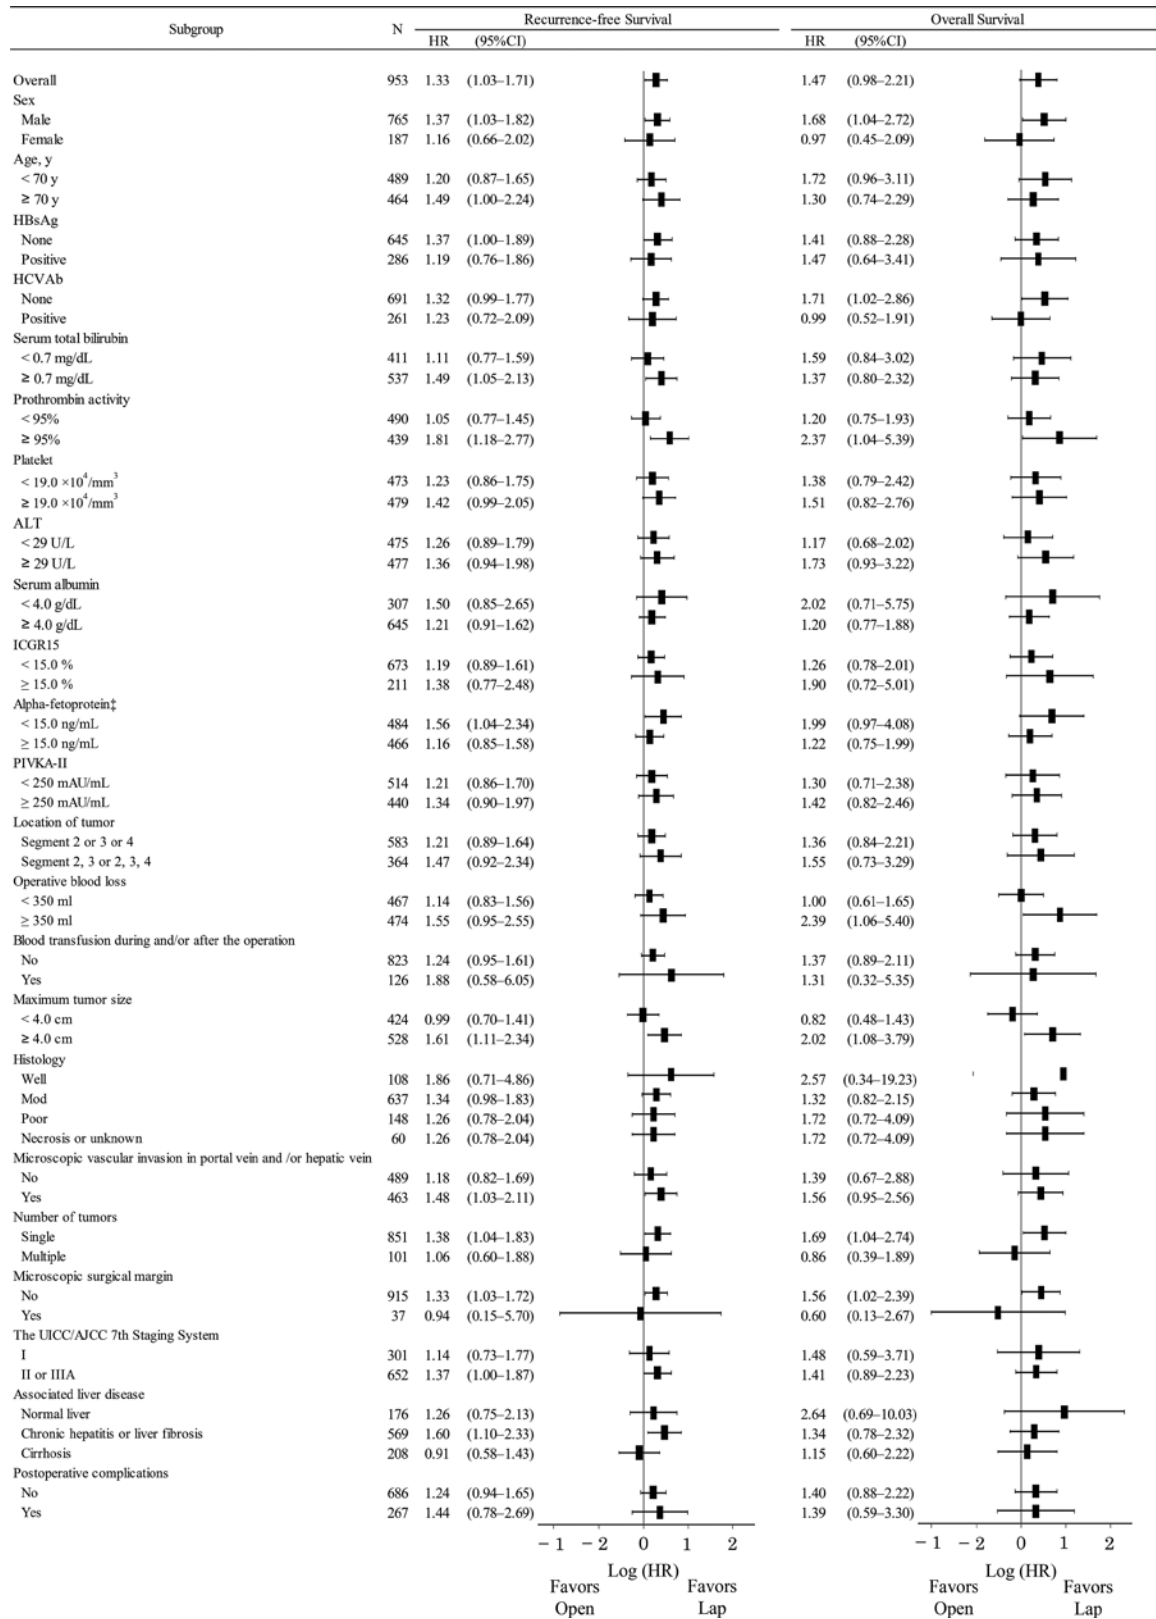 Subgroup N Recurrence-free Survival Overall Survival
HR (95%CI) HR (95%CI)
Overall 953 1.33 (1.03–1.71) 1.47 (0.98–2.21)
Sex
Male 765 1.37 (1.03–1.82) 1.68 (1.04–2.72)
Female 187 1.16 (0.66–2.02) 0.97 (0.45–2.09)
Age, y
< 70 y 489 1.20 (0.87–1.65) 1.72 (0.96–3.11)
≥ 70 y 464 1.49 (1.00–2.24) 1.30 (0.74–2.29)
HBsAg
None 645 1.37 (1.00–1.89) 1.41 (0.88–2.28)
Positive 286 1.19 (0.76–1.86) 1.47 (0.64–3.41)
HCVAb
None 691 1.32 (0.99–1.77) 1.71 (1.02–2.86)
Positive 261 1.23 (0.72–2.09) 0.99 (0.52–1.91)
Serum total bilirubin
< 0.7 mg/dL 411 1.11 (0.77–1.59) 1.59 (0.84–3.02)
≥ 0.7 mg/dL 537 1.49 (1.05–2.13) 1.37 (0.80–2.32)
Prothrombin activity
< 95% 490 1.05 (0.77–1.45) 1.20 (0.75–1.93)
≥ 95% 439 1.81 (1.18–2.77) 2.37 (1.04–5.39)
Platelet
< 19.0 ×10⁴/mm³ 473 1.23 (0.86–1.75) 1.38 (0.79–2.42)
≥ 19.0 ×10⁴/mm³ 479 1.42 (0.99–2.05) 1.51 (0.82–2.76)
ALT
< 29 U/L 475 1.26 (0.89–1.79) 1.17 (0.68–2.02)
≥ 29 U/L 477 1.36 (0.94–1.98) 1.73 (0.93–3.22)
Serum albumin
< 4.0 g/dL 307 1.50 (0.85–2.65) 2.02 (0.71–5.75)
≥ 4.0 g/dL 645 1.21 (0.91–1.62) 1.20 (0.77–1.88)
ICGR15
< 15.0 % 673 1.19 (0.89–1.61) 1.26 (0.78–2.01)
≥ 15.0 % 211 1.38 (0.77–2.48) 1.90 (0.72–5.01)
Alpha-fetoprotein‡
< 15.0 ng/mL 484 1.56 (1.04–2.34) 1.99 (0.97–4.08)
≥ 15.0 ng/mL 466 1.16 (0.85–1.58) 1.22 (0.75–1.99)
PIVKA-II
< 250 mAU/mL 514 1.21 (0.86–1.70) 1.30 (0.71–2.38)
≥ 250 mAU/mL 440 1.34 (0.90–1.97) 1.42 (0.82–2.46)
Location of tumor
Segment 2 or 3 or 4 583 1.21 (0.89–1.64) 1.36 (0.84–2.21)
Segment 2, 3 or 2, 3, 4 364 1.47 (0.92–2.34) 1.55 (0.73–3.29)
Operative blood loss
< 350 ml 467 1.14 (0.83–1.56) 1.00 (0.61–1.65)
≥ 350 ml 474 1.55 (0.95–2.55) 2.39 (1.06–5.40)
Blood transfusion during and/or after the operation
No 823 1.24 (0.95–1.61) 1.37 (0.89–2.11)
Yes 126 1.88 (0.58–6.05) 1.31 (0.32–5.35)
Maximum tumor size
< 4.0 cm 424 0.99 (0.70–1.41) 0.82 (0.48–1.43)
≥ 4.0 cm 528 1.61 (1.11–2.34) 2.02 (1.08–3.79)
Histology
Well 108 1.86 (0.71–4.86) 2.57 (0.34–19.23)
Mod 637 1.34 (0.98–1.83) 1.32 (0.82–2.15)
Poor 148 1.26 (0.78–2.04) 1.72 (0.72–4.09)
Necrosis or unknown 60 1.26 (0.78–2.04) 1.72 (0.72–4.09)
Microscopic vascular invasion in portal vein and /or hepatic vein
No 489 1.18 (0.82–1.69) 1.39 (0.67–2.88)
Yes 463 1.48 (1.03–2.11) 1.56 (0.95–2.56)
Number of tumors
Single 851 1.38 (1.04–1.83) 1.69 (1.04–2.74)
Multiple 101 1.06 (0.60–1.88) 0.86 (0.39–1.89)
Microscopic surgical margin
No 915 1.33 (1.03–1.72) 1.56 (1.02–2.39)
Yes 37 0.94 (0.15–5.70) 0.60 (0.13–2.67)
The UICC/AJCC 7th Staging System
I 301 1.14 (0.73–1.77) 1.48 (0.59–3.71)
II or IIIA 652 1.37 (1.00–1.87) 1.41 (0.89–2.23)
Associated liver disease
Normal liver 176 1.26 (0.75–2.13) 2.64 (0.69–10.03)
Chronic hepatitis or liver fibrosis 569 1.60 (1.10–2.33) 1.34 (0.78–2.32)
Cirrhosis 208 0.91 (0.58–1.43) 1.15 (0.60–2.22)
Postoperative complications
No 686 1.24 (0.94–1.65) 1.40 (0.88–2.22)
Yes 267 1.44 (0.78–2.69) 1.39 (0.59–3.30)
−1 −2 0 1 2 −1 −2 0 1 2
Log (HR) Log (HR)
Favors Favors Favors Favors
Open Lap Open Lap